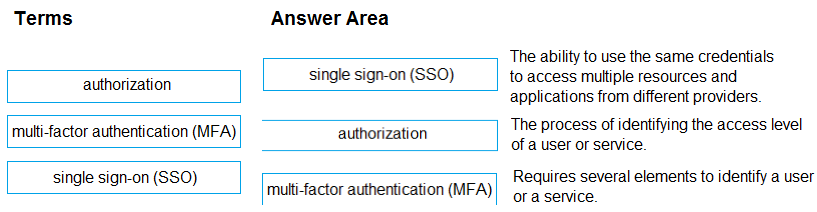 Terms
Answer Area
authorization
multi-factor authentication (MFA)
single sign-on (SSO)
single sign-on (SSO)
The ability to use the same credentials
to access multiple resources and
applications from different providers.
authorization
The process of identifying the access level
of a user or service.
multi-factor authentication (MFA)
Requires several elements to identify a user
or a service.